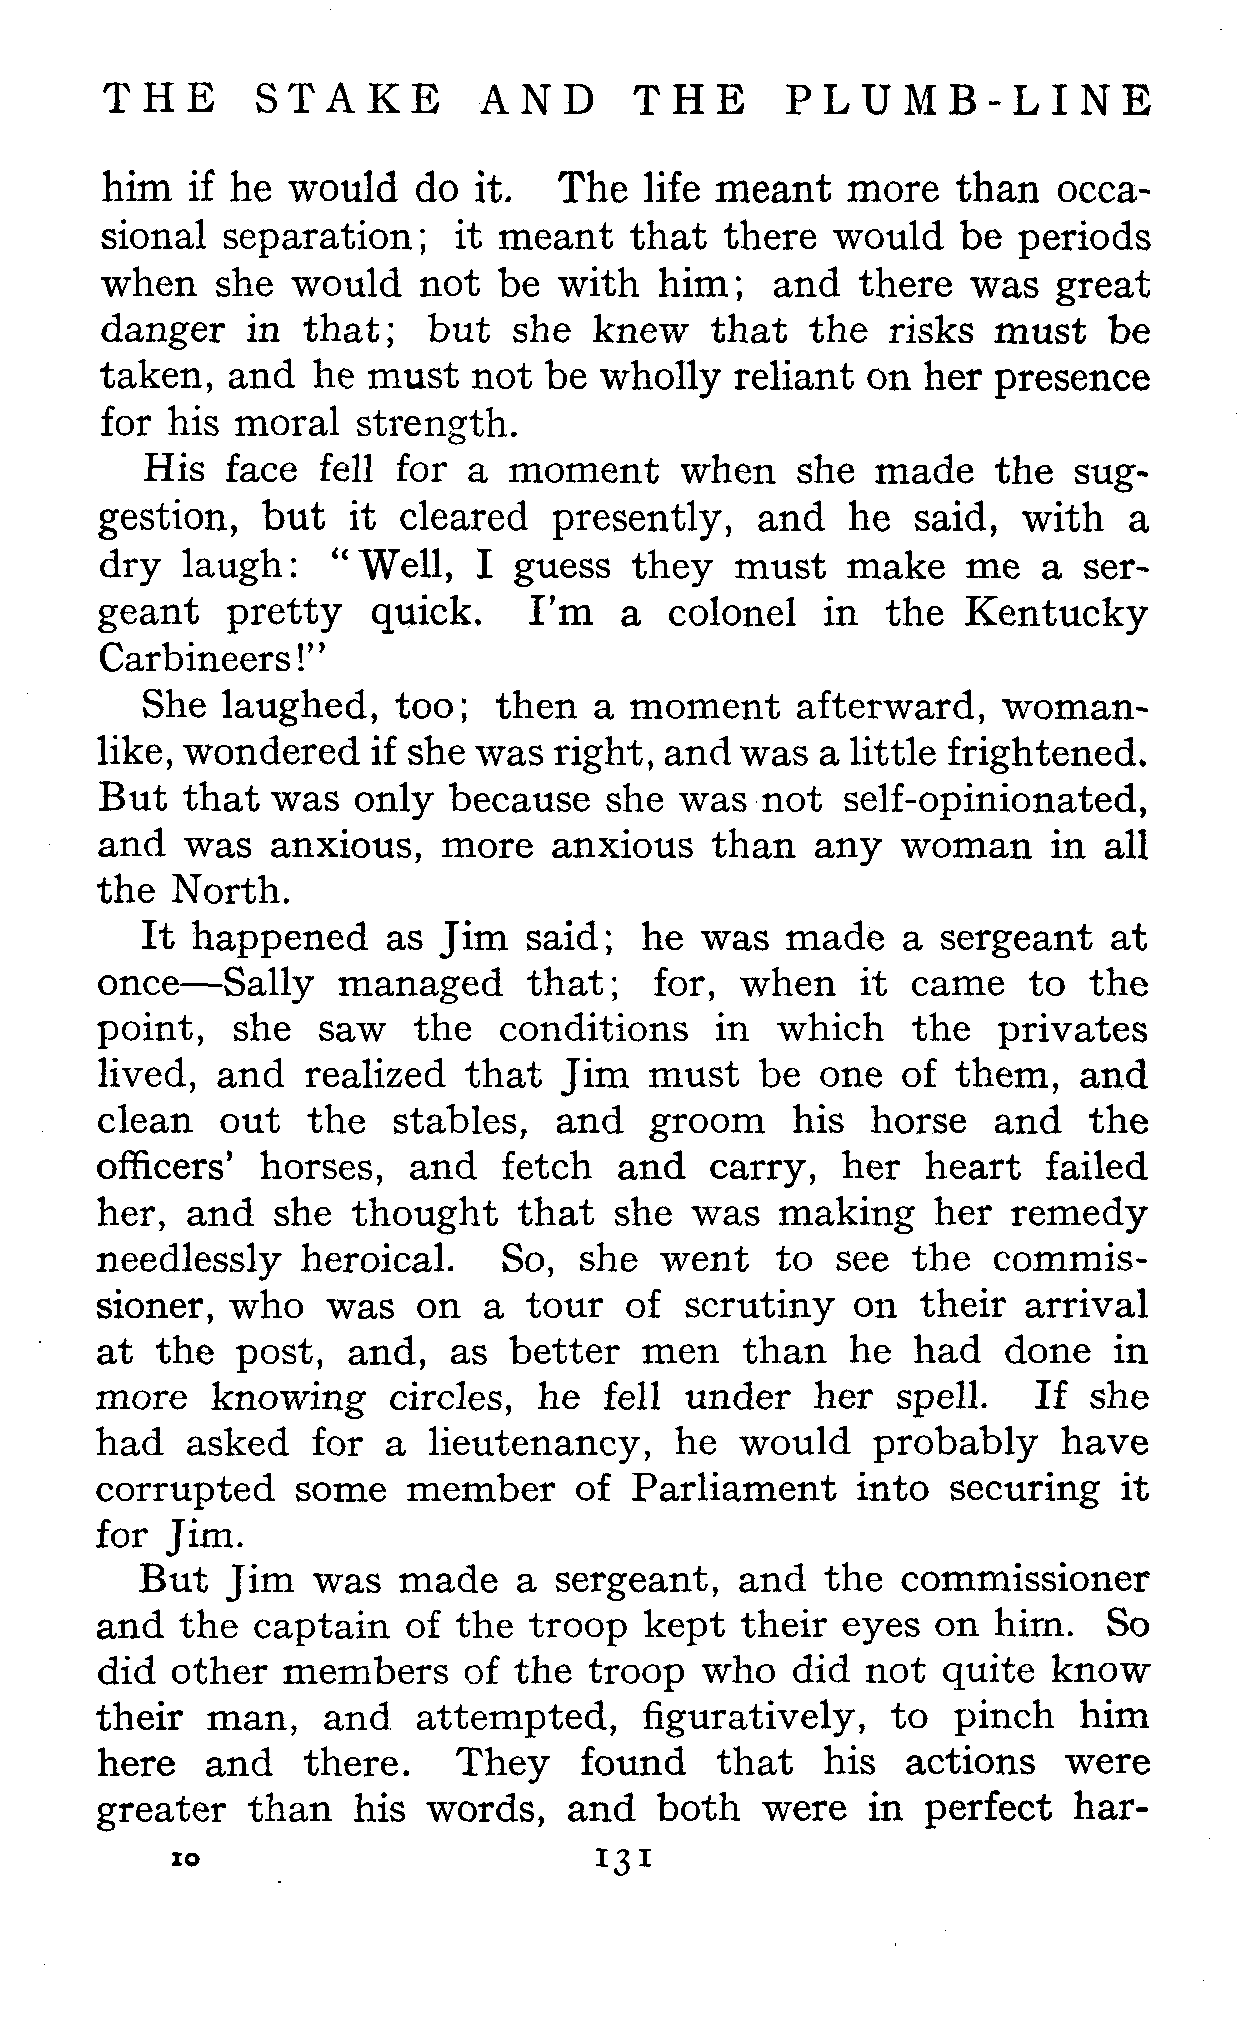 THE STAKE AND THE PLUMB-LINE
him if he would do it. The life meant more than occa-
sional separation; it meant that there would be periods
when she would not be with him; and there was great
danger in that; but she knew that the risks must be
taken, and he must not be wholly reliant on her presence
for his moral strength.
His face fell for a moment when she made the sug-
gestion, but it cleared presently, and he said, with a
dry laugh: "Well, I guess they must make me a ser-
geant pretty quick. I'm a colonel in the Kentucky
Carbineers!"
She laughed, too; then a moment afterward, woman-
like, wondered if she was right, and was a little frightened.
But that was only because she was not self-opinionated,
and was anxious, more anxious than any woman in all
the North.
It happened as Jim said; he was made a sergeant at
once—Sally managed that; for, when it came to the
point, she saw the conditions in which the privates
lived, and realized that Jim must be one of them, and
clean out the stables, and groom his horse and the
officers' horses, and fetch and carry, her heart failed
her, and she thought that she was making her remedy
needlessly heroical. So, she went to see the commis-
sioner, who was on a tour of scrutiny on their arrival
at the post, and, as better men than he had done in
more knowing circles, he fell under her spell. If she
had asked for a lieutenancy, he would probably have
corrupted some member of Parliament into securing it
for Jim.
But Jim was made a sergeant, and the commissioner
and the captain of the troop kept their eyes on him. So
did other members of the troop who did not quite know
their man, and attempted, figuratively, to pinch him
here and there. They found that his actions were
greater than his words, and both were in perfect har-
10 131